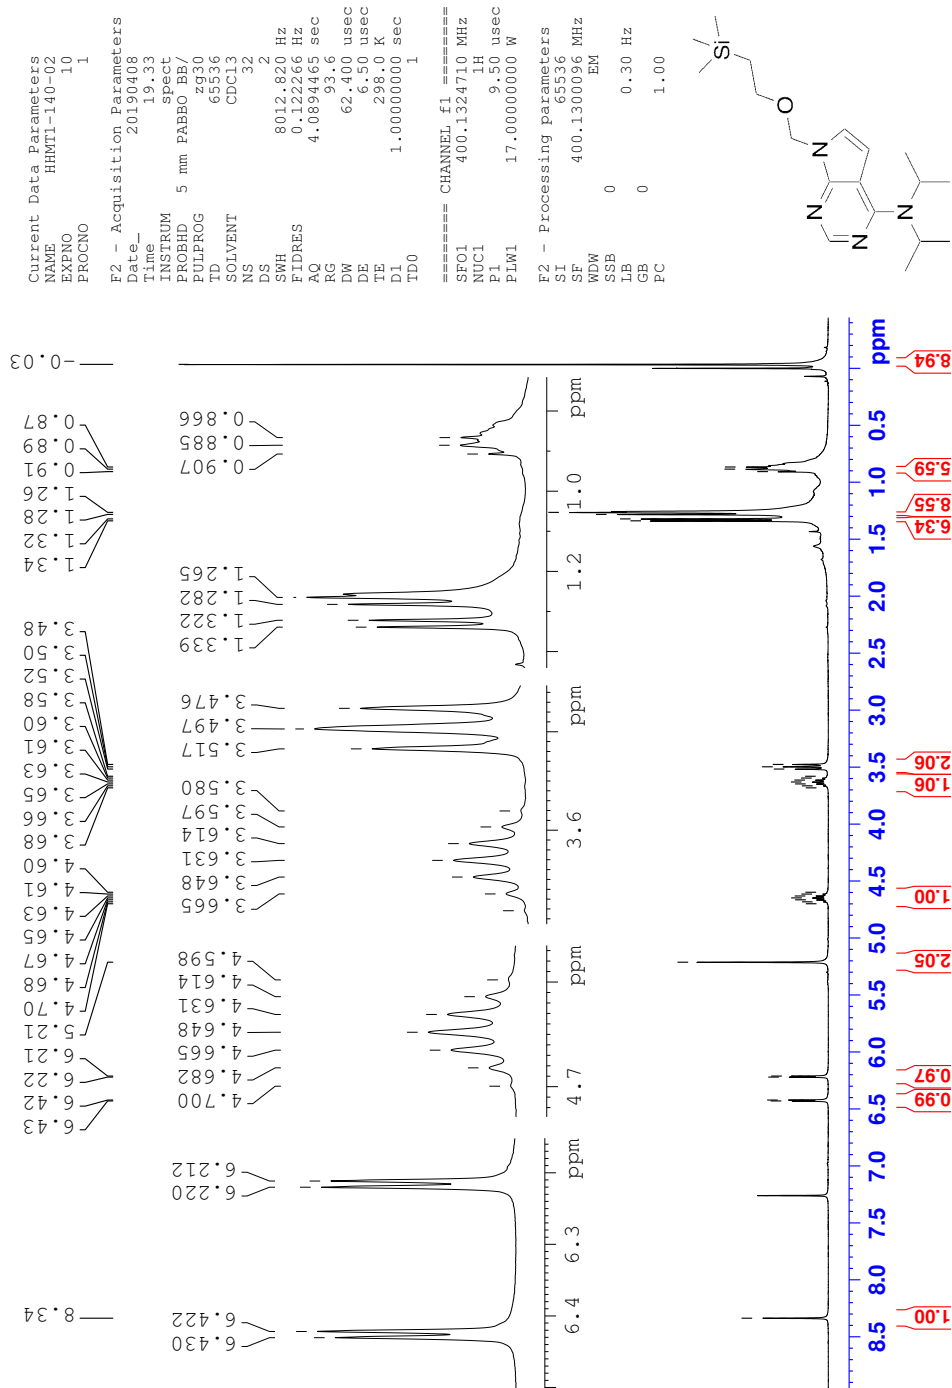 Current Data Parameters
NAME HHMT1-140-02
EXPNO 10
PROCNO 1
F2 - Acquisition Parameters
Date_ 20190408
Time 19.33
INSTRUM spect
PROBHD 5 mm PABBO BB/
PULPROG zg30
TD 65536
SOLVENT CDCl3
NS 32
DS 2
SWH 8012.820 Hz
FIDRES 0.122266 Hz
AQ 4.0894465 sec
RG 93.6
DW 62.400 usec
DE 6.50 usec
TE 298.0 K
D1 1.00000000 sec
TD0 1
======== CHANNEL f1 ========
SFO1 400.1324710 MHz
NUC1 1H
P1 9.50 usec
PLW1 17.00000000 W
F2 - Processing parameters
SI 65536
SF 400.1300096 MHz
WDW EM
SSB 0
LB 0.30 Hz
GB 0
PC 1.00
Si
O
N
N
N
N
8.34
6.43
6.42
6.22
6.21
5.21
4.70
4.68
4.67
4.65
4.63
4.61
4.60
3.68
3.66
3.65
3.63
3.61
3.60
3.58
3.52
3.50
3.48
1.34
1.32
1.28
1.26
0.91
0.89
0.87
-0.03
6.430
6.422
6.220
6.212
4.700
4.682
4.665
4.648
4.631
4.614
4.598
3.665
3.648
3.631
3.614
3.597
3.580
3.517
3.497
3.476
1.339
1.322
1.282
1.265
0.907
0.885
0.866
6.4 6.3 ppm
4.7 ppm
3.6 ppm
1.2 1.0 ppm
8.5 8.0 7.5 7.0 6.5 6.0 5.5 5.0 4.5 4.0 3.5 3.0 2.5 2.0 1.5 1.0 0.5 ppm
1.00
0.99
0.97
2.05
1.00
1.06
2.06
6.34
8.55
5.59
8.94